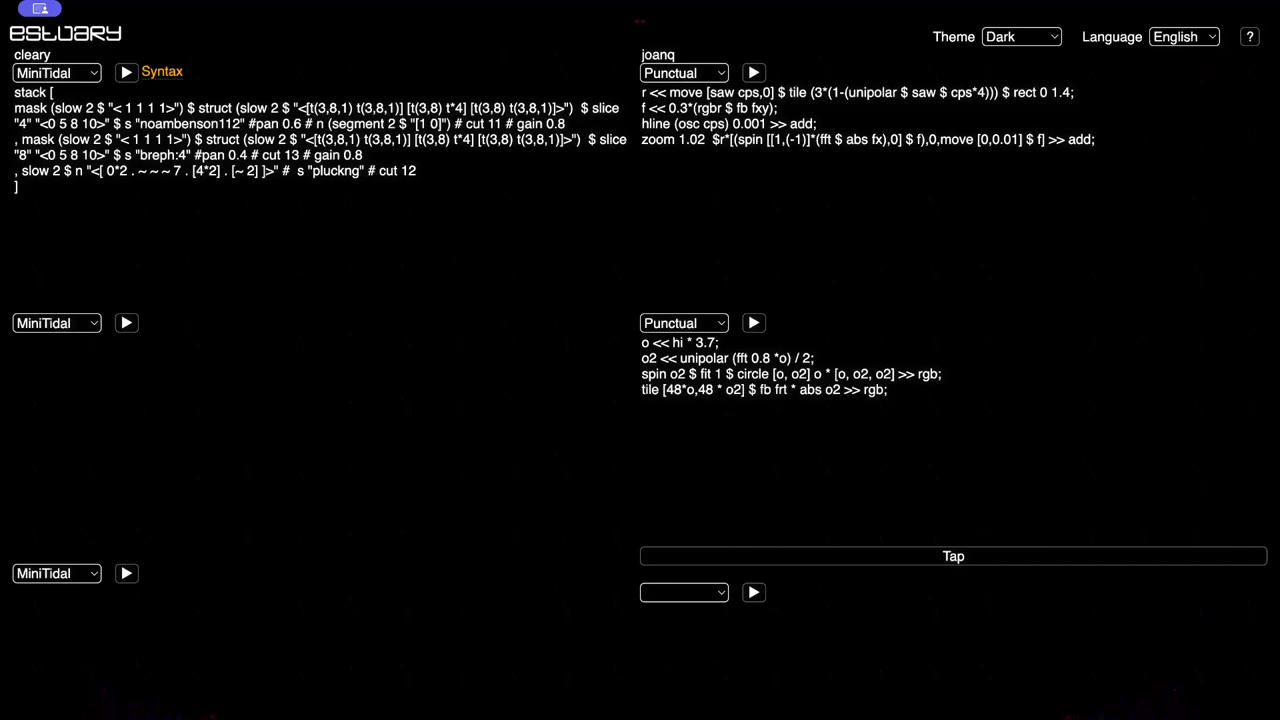 ESTUARY
Theme Dark Language English ?
cleary
MiniTidal Syntax
stack [
mask (slow 2 $ "< 1 1 1 1>") $ struct (slow 2 $ "<[t(3,8,1) t(3,8,1)] [t(3,8) t*4] [t(3,8) t(3,8,1)]>")  $ slice
"4" "<0 5 8 10>" $ s "noambenson112" #pan 0.6 # n (segment 2 $ "[1 0]") # cut 11 # gain 0.8
, mask (slow 2 $ "< 1 1 1 1>") $ struct (slow 2 $ "<[t(3,8,1) t(3,8,1)] [t(3,8) t*4] [t(3,8) t(3,8,1)]>")  $ slice
"8" "<0 5 8 10>" $ s "breph:4" #pan 0.4 # cut 13 # gain 0.8
, slow 2 $ n "<[ 0*2 . ~ ~ ~ 7 . [4*2] . [~ 2] ]>" #  s "pluckng" # cut 12
]
joanq
Punctual
r << move [saw cps,0] $ tile (3*(1-(unipolar $ saw $ cps*4))) $ rect 0 1.4;
f << 0.3*(rgbr $ fb fxy);
hline (osc cps) 0.001 >> add;
zoom 1.02  $r*[(spin [[1,(-1)]*(fft $ abs fx),0] $ f),0,move [0,0.01] $ f] >> add;
MiniTidal
Punctual
o << hi * 3.7;
o2 << unipolar (fft 0.8 *o) / 2;
spin o2 $ fit 1 $ circle [o, o2] o * [o, o2, o2] >> rgb;
tile [48*o,48 * o2] $ fb frt * abs o2 >> rgb;
Tap
MiniTidal